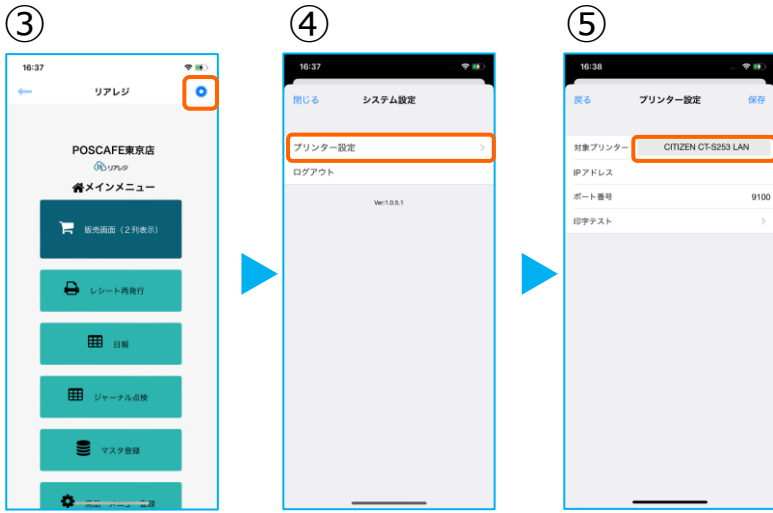 ③
16:37
リアレジ
POSCAFE東京店
リアレジ
メインメニュー
販売画面（２列表示）
レシート再発行
日報
ジャーナル点検
マスタ登録
④
16:37
閉じる システム設定
プリンター設定
ログアウト
Ver:1.0.5.1
⑤
16:38
戻る プリンター設定 保存
対象プリンター CITIZEN CT-S253 LAN
IPアドレス
ポート番号 9100
印字テスト